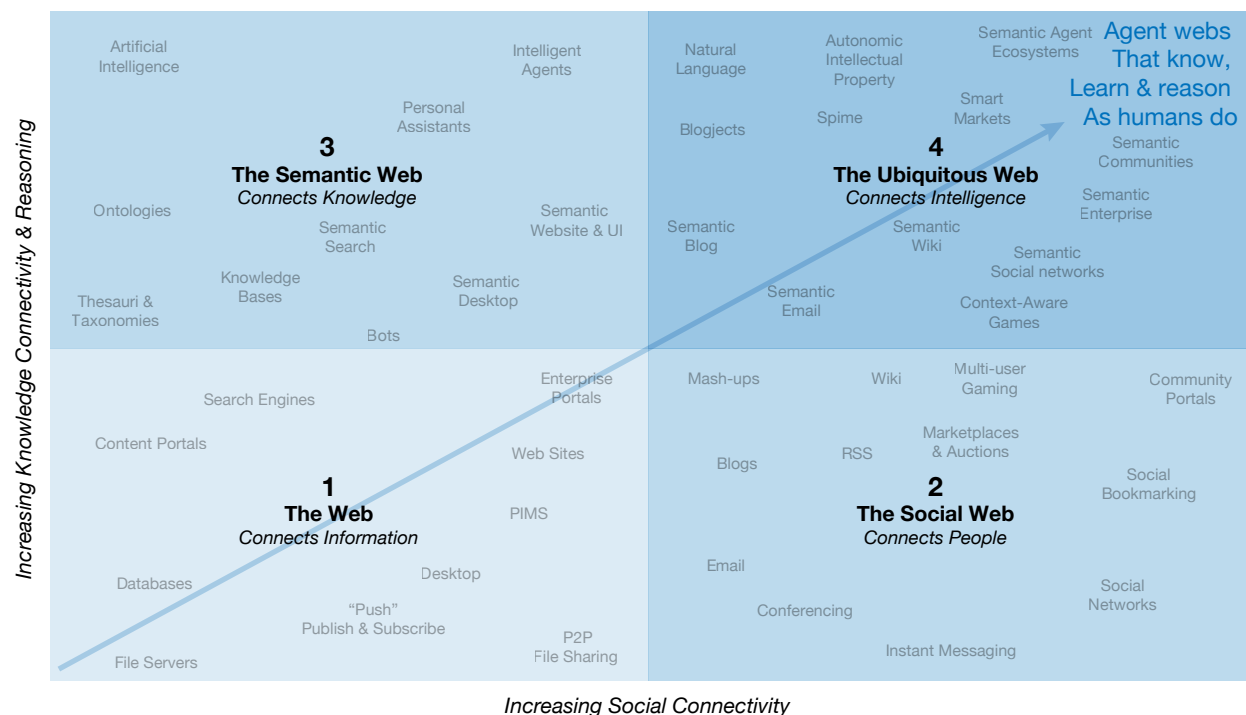 Increasing Knowledge Connectivity & Reasoning
Artificial
Intelligence
Intelligent
Agents
Personal
Assistants
3
The Semantic Web
Connects Knowledge
Ontologies
Semantic
Search
Semantic
Website & UI
Knowledge
Bases
Semantic
Desktop
Thesauri &
Taxonomies
Bots
Natural
Language
Autonomic
Intellectual
Property
Semantic Agent
Ecosystems
Agent webs
That know,
Learn & reason
As humans do
Blogjects
Spime
Smart
Markets
4
The Ubiquitous Web
Connects Intelligence
Semantic
Communities
Semantic
Enterprise
Semantic
Blog
Semantic
Wiki
Semantic
Social networks
Semantic
Email
Context-Aware
Games
Search Engines
Enterprise
Portals
Content Portals
Web Sites
1
The Web
Connects Information
PIMS
Databases
Desktop
“Push”
Publish & Subscribe
File Servers
P2P
File Sharing
Mash-ups
Wiki
Multi-user
Gaming
Community
Portals
Blogs
RSS
Marketplaces
& Auctions
Social
Bookmarking
2
The Social Web
Connects People
Email
Conferencing
Social
Networks
Instant Messaging
Increasing Social Connectivity